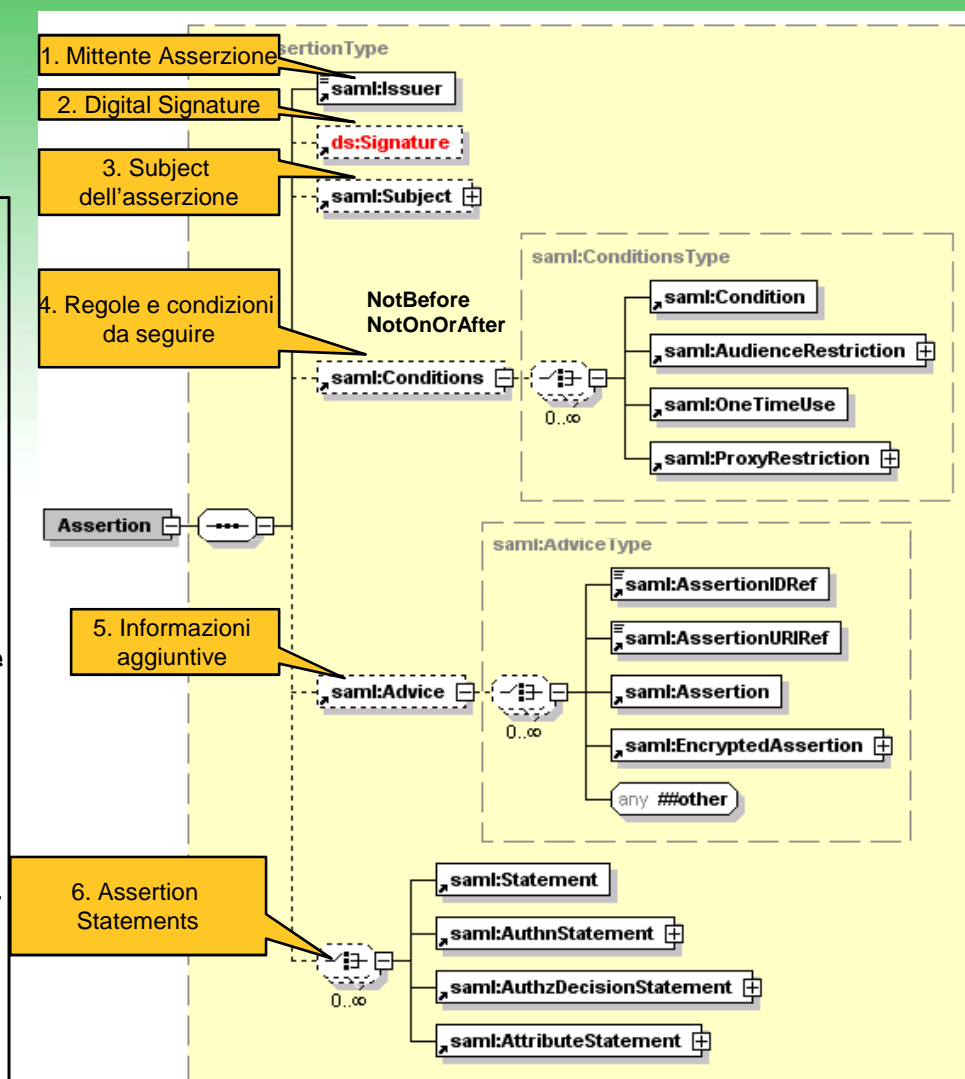 sertionType
1. Mittente Asserzione
saml:Issuer
2. Digital Signature
ds:Signature
3. Subject
dell'asserzione
saml:Subject
saml:ConditionsType
4. Regole e condizioni
da seguire
NotBefore
NotOnOrAfter
saml:Conditions
0..∞
saml:Condition
saml:AudienceRestriction
saml:OneTimeUse
saml:ProxyRestriction
Assertion
saml:AdviceType
5. Informazioni
aggiuntive
saml:Advice
0..∞
saml:AssertionIDRef
saml:AssertionURIRef
saml:Assertion
saml:EncryptedAssertion
any ##other
6. Assertion
Statements
0..∞
saml:Statement
saml:AuthnStatement
saml:AuthzDecisionStatement
saml:AttributeStatement